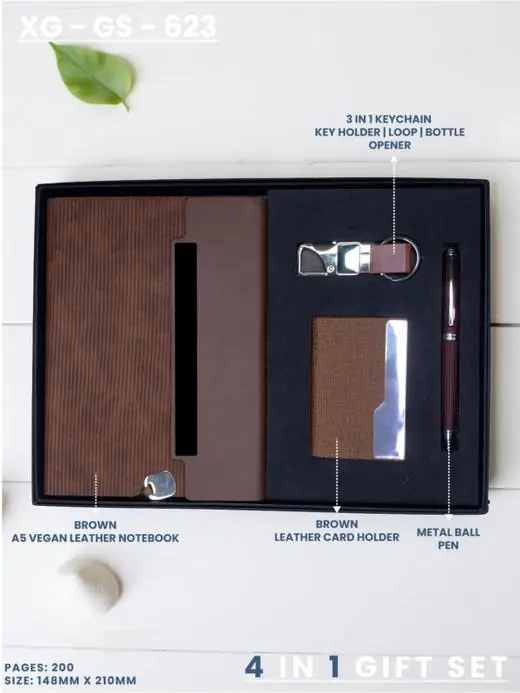 XG - GS - 623
3 IN 1 KEYCHAIN
KEY HOLDER | LOOP | BOTTLE
OPENER
BROWN
A5 VEGAN LEATHER NOTEBOOK
BROWN
LEATHER CARD HOLDER
METAL BALL
PEN
PAGES: 200
SIZE: 148MM X 210MM
4 IN 1 GIFT SET